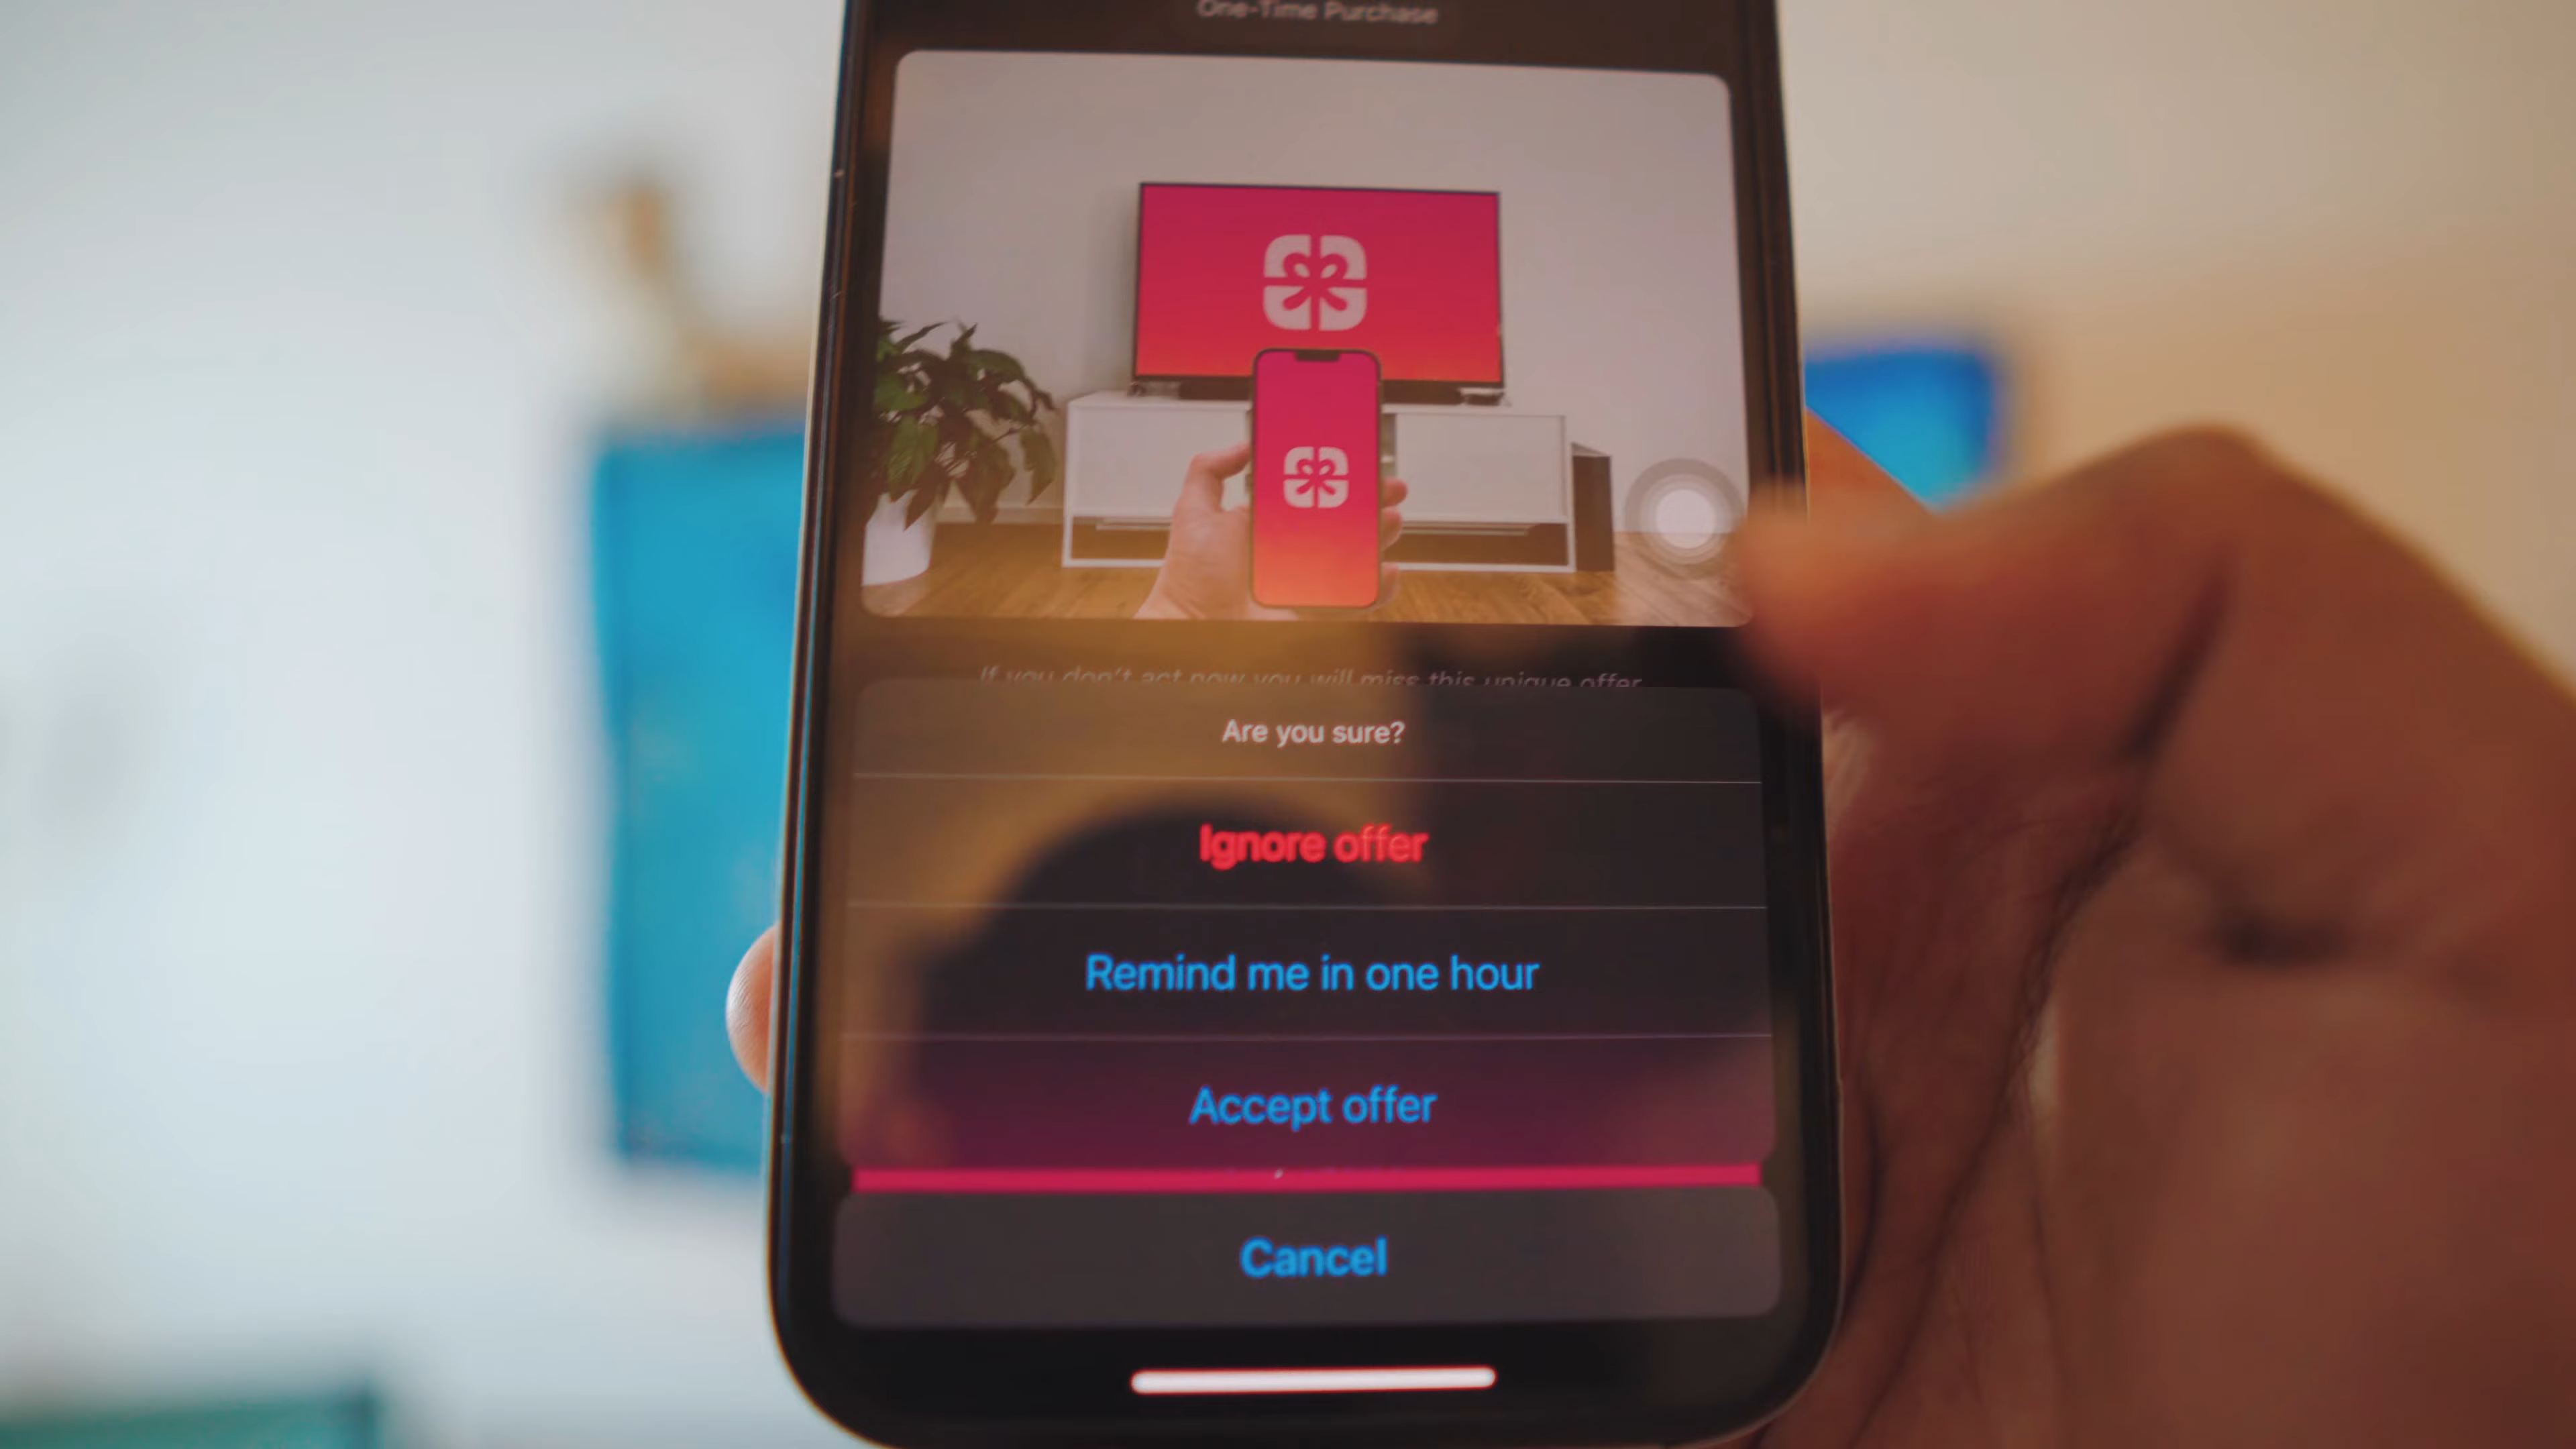 One-Time Purchase
If you don't act now you will miss this unique offer
Are you sure?
Ignore offer
Remind me in one hour
Accept offer
Cancel